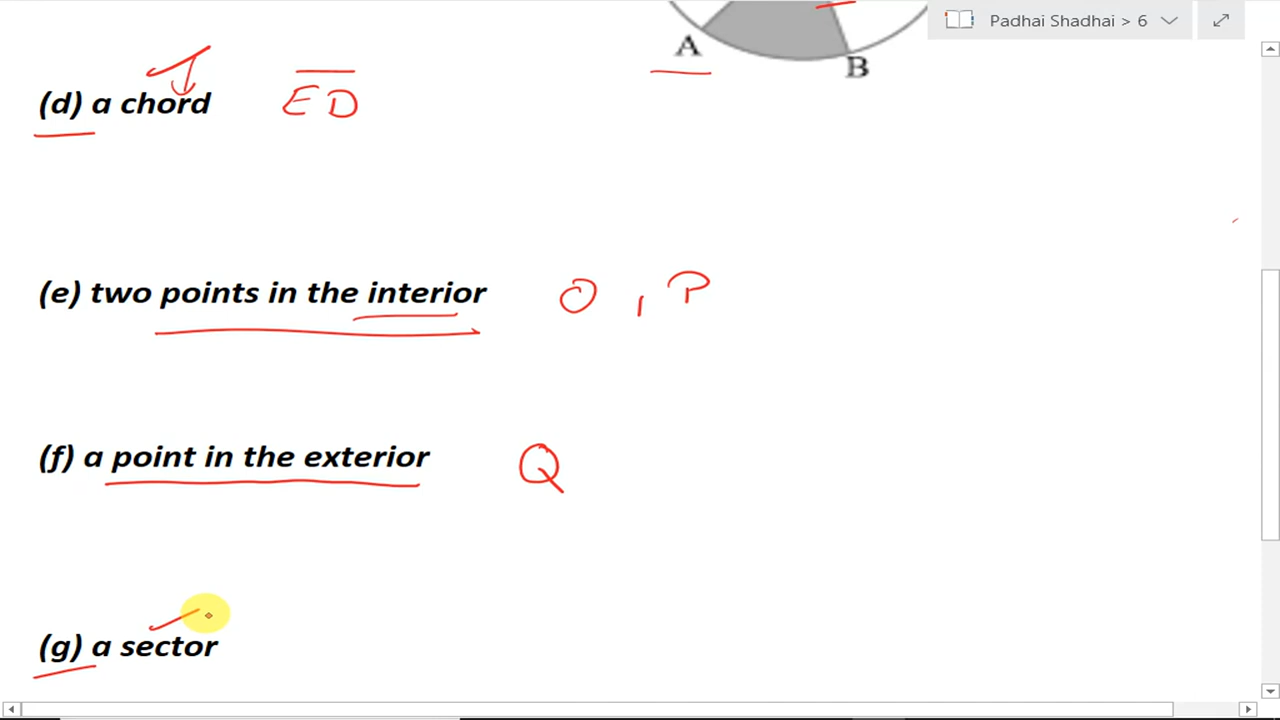 Padhai Shadhai > 6
A
B
(d) a chord ED
(e) two points in the interior O , P
(f) a point in the exterior Q
(g) a sector